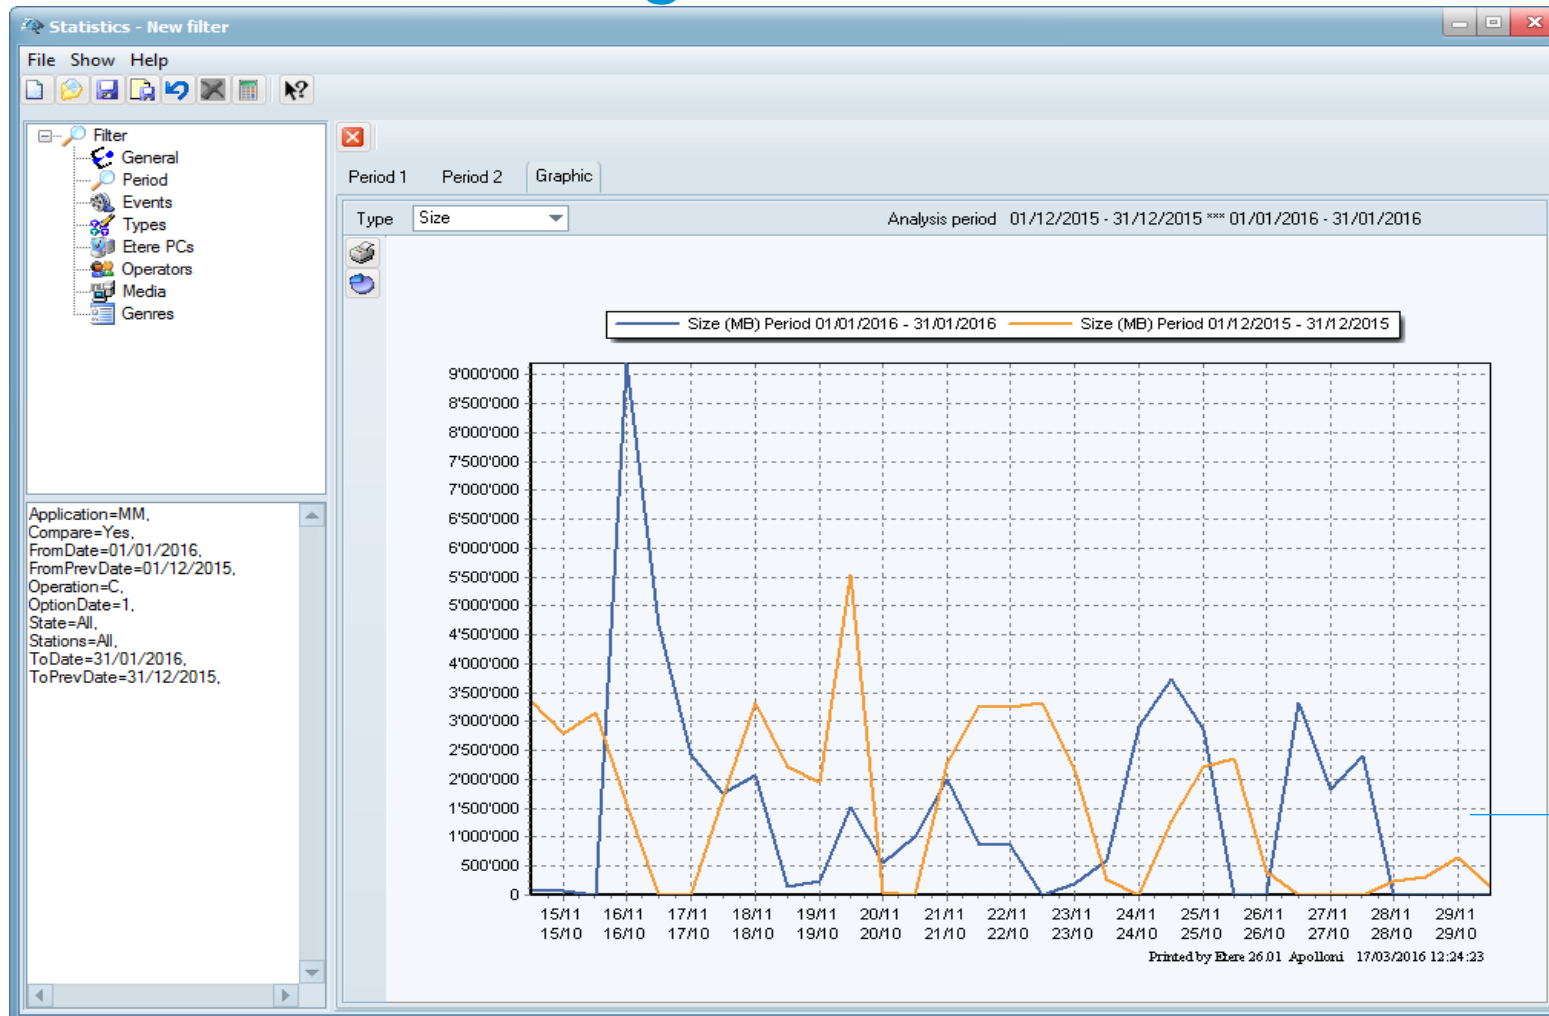 Statistics - New filter
File Show Help
Filter
General
Period
Events
Types
Etere PCs
Operators
Media
Genres
Application=MM,
Compare=Yes,
FromDate=01/01/2016,
FromPrevDate=01/12/2015,
Operation=C,
OptionDate=1,
State=All,
Stations=All,
ToDate=31/01/2016,
ToPrevDate=31/12/2015,
Period 1 Period 2 Graphic
Type Size Analysis period 01/12/2015 - 31/12/2015 *** 01/01/2016 - 31/01/2016
Size (MB) Period 01/01/2016 - 31/01/2016 Size (MB) Period 01/12/2015 - 31/12/2015
9'000'000
8'500'000
8'000'000
7'500'000
7'000'000
6'500'000
6'000'000
5'500'000
5'000'000
4'500'000
4'000'000
3'500'000
3'000'000
2'500'000
2'000'000
1'500'000
1'000'000
500'000
0
15/11 16/11 17/11 18/11 19/11 20/11 21/11 22/11 23/11 24/11 25/11 26/11 27/11 28/11 29/11
15/10 16/10 17/10 18/10 19/10 20/10 21/10 22/10 23/10 24/10 25/10 26/10 27/10 28/10 29/10
Printed by Etere 26.01 Apolloni 17/03/2016 12:24:23